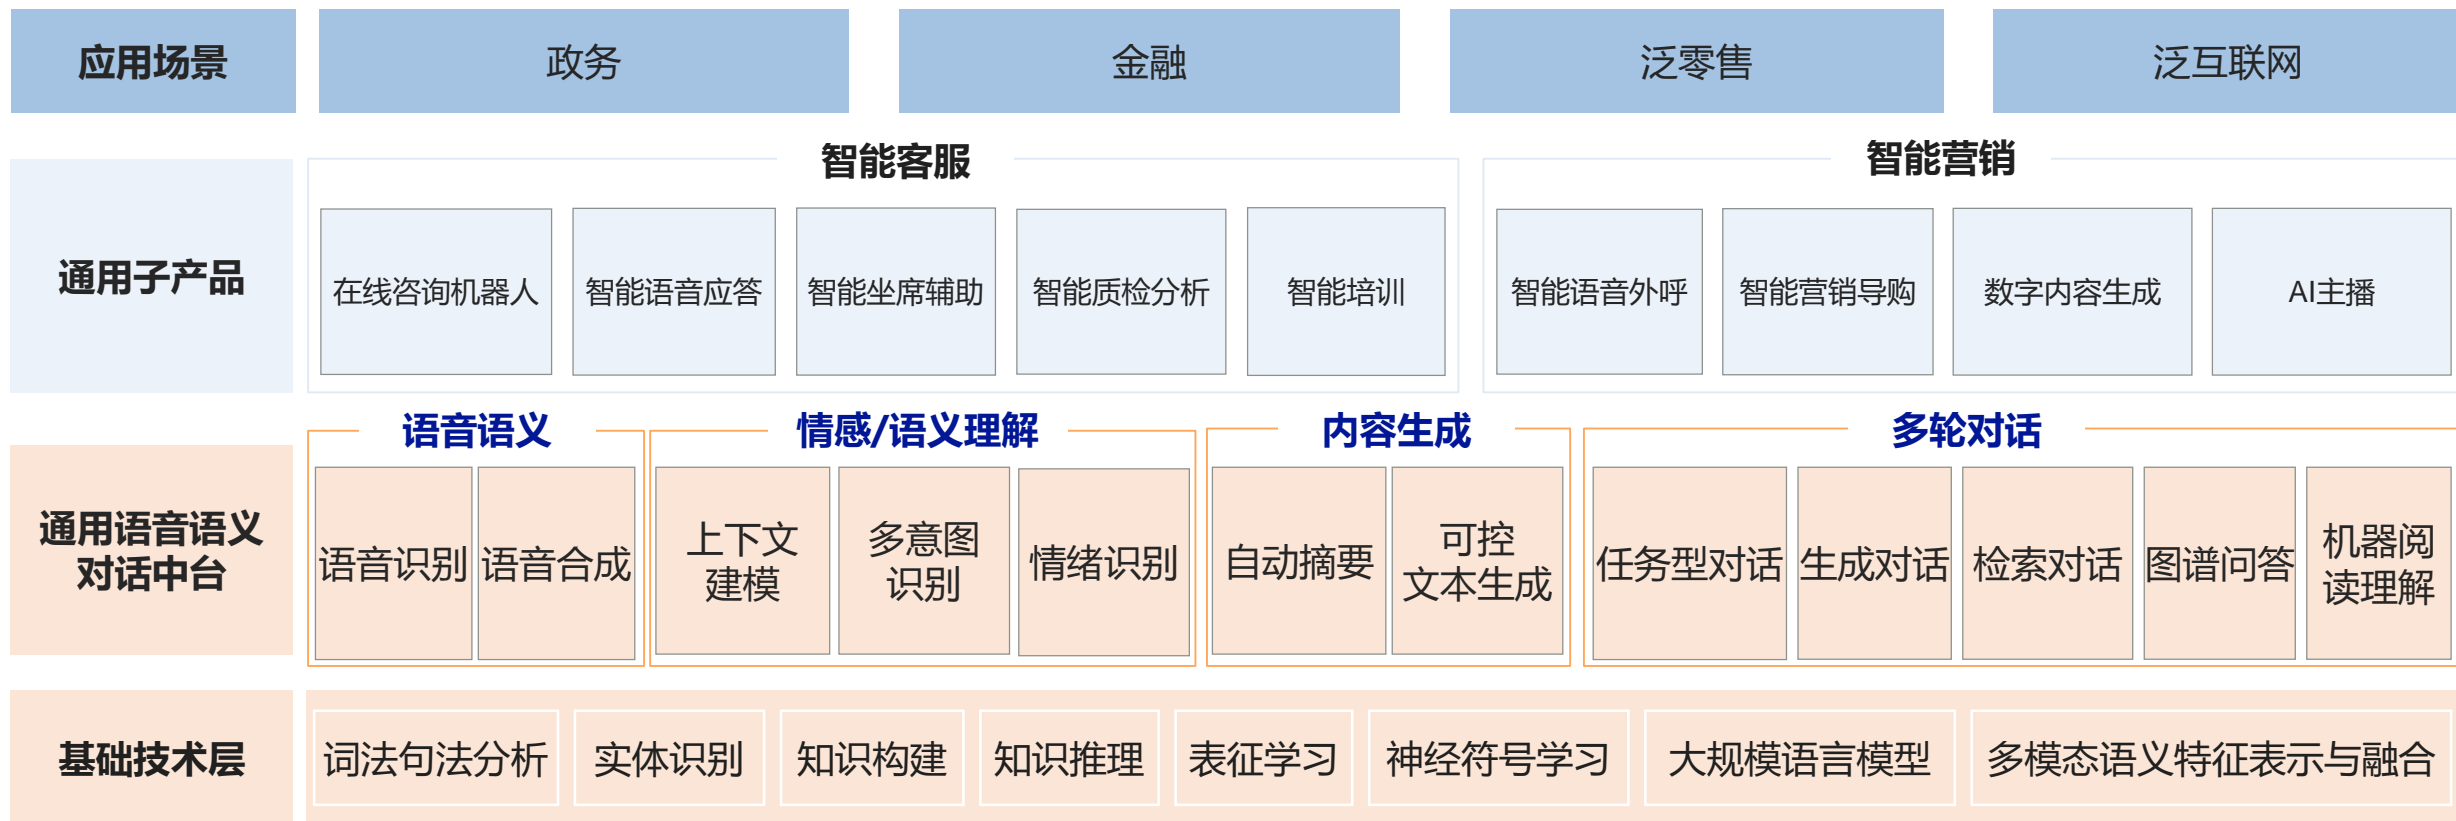 应用场景
政务
金融
泛零售
泛互联网
通用子产品
智能客服
在线咨询机器人
智能语音应答
智能坐席辅助
智能质检分析
智能培训
智能营销
智能语音外呼
智能营销导购
数字内容生成
AI主播
通用语音语义
对话中台
语音语义
语音识别
语音合成
情感/语义理解
上下文
建模
多意图
识别
情绪识别
内容生成
自动摘要
可控
文本生成
多轮对话
任务型对话
生成对话
检索对话
图谱问答
机器阅
读理解
基础技术层
词法句法分析
实体识别
知识构建
知识推理
表征学习
神经符号学习
大规模语言模型
多模态语义特征表示与融合